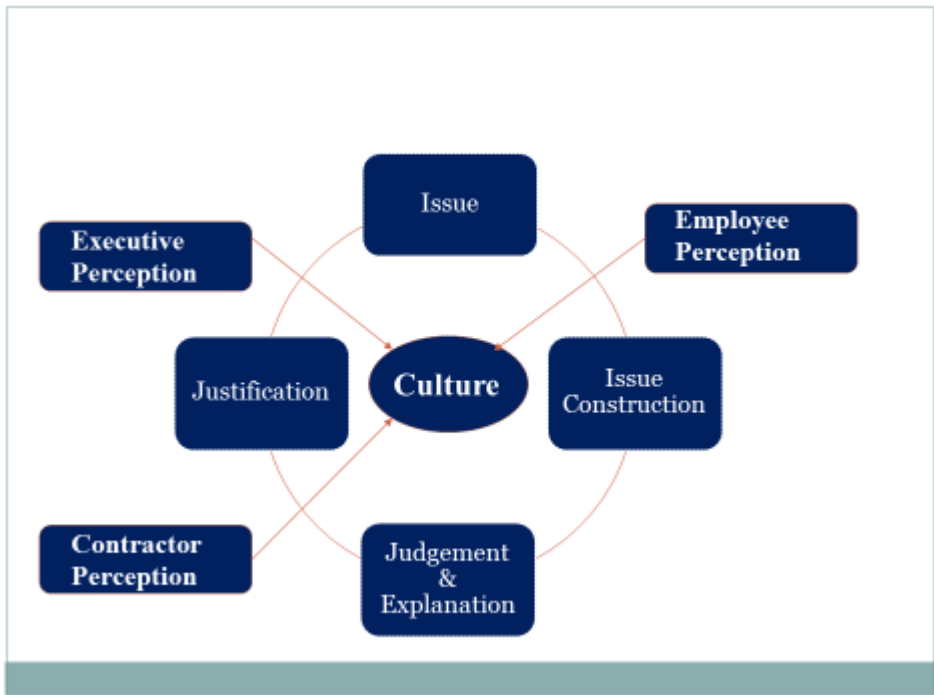 Issue
Executive
Perception
Employee
Perception
Justification
Culture
Issue
Construction
Contractor
Perception
Judgement
&
Explanation